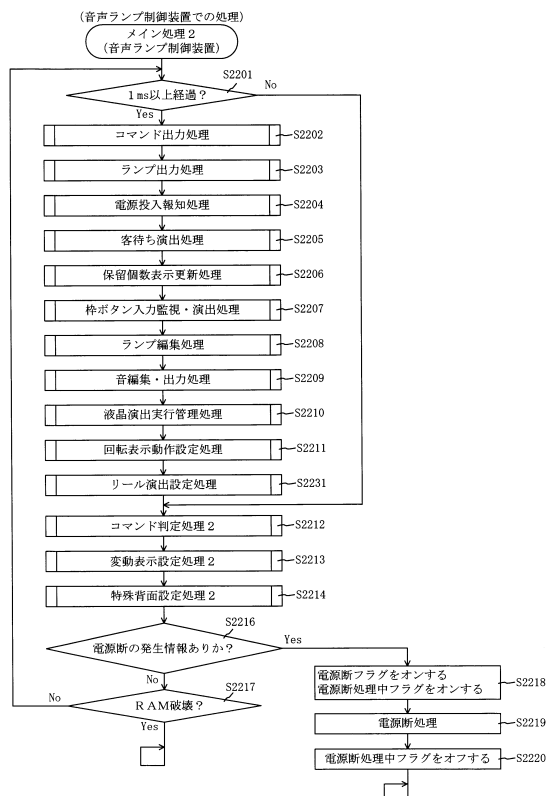 (音声ランプ制御装置での処理)
メイン処理2
(音声ランプ制御装置)
S2201
1ms以上経過?
No
Yes
コマンド出力処理
S2202
ランプ出力処理
S2203
電源投入報知処理
S2204
客待ち演出処理
S2205
保留個数表示更新処理
S2206
枠ボタン入力監視・演出処理
S2207
ランプ編集処理
S2208
音編集・出力処理
S2209
液晶演出実行管理処理
S2210
回転表示動作設定処理
S2211
リール演出設定処理
S2231
コマンド判定処理2
S2212
変動表示設定処理2
S2213
特殊背面設定処理2
S2214
S2216
電源断の発生情報ありか?
Yes
No
S2217
RAM破壊?
No
Yes
電源断フラグをオンする
電源断処理中フラグをオンする
S2218
電源断処理
S2219
電源断処理中フラグをオフする
S2220